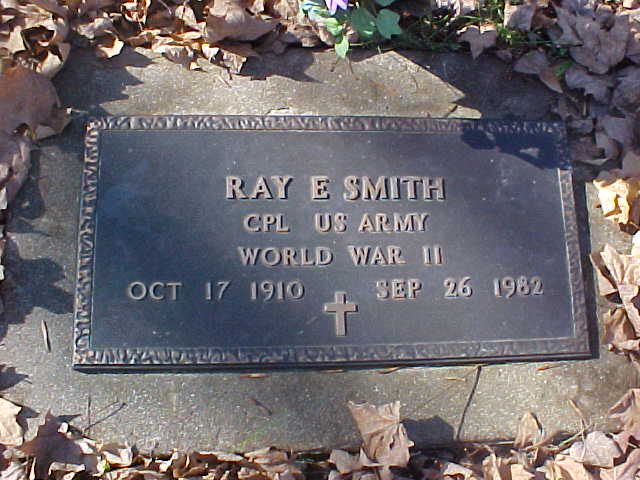 RAY E SMITH
CPL US ARMY
WORLD WAR II
OCT 17 1910 SEP 26 1982